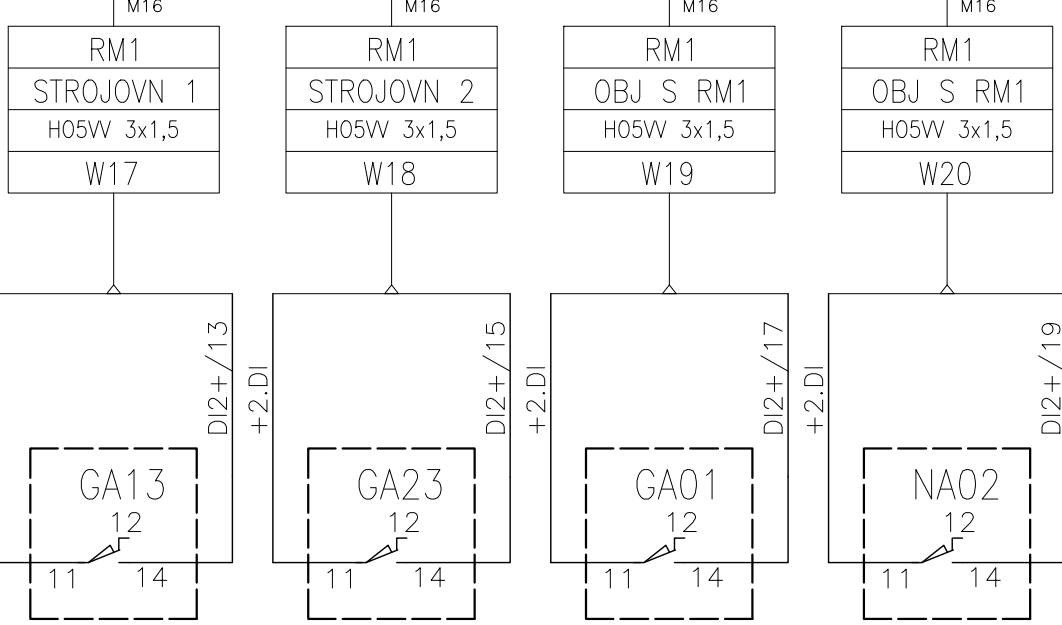 M16 M16 M16 M16
RM1 RM1 RM1 RM1
STROJOVN 1 STROJOVN 2 OBJ S RM1 OBJ S RM1
H05VV 3x1,5 H05VV 3x1,5 H05VV 3x1,5 H05VV 3x1,5
W17 W18 W19 W20
DI2+/13 +2.DI DI2+/15 +2.DI DI2+/17 +2.DI DI2+/19
GA13 GA23 GA01 NA02
12 12 12 12
11 14 11 14 11 14 11 14